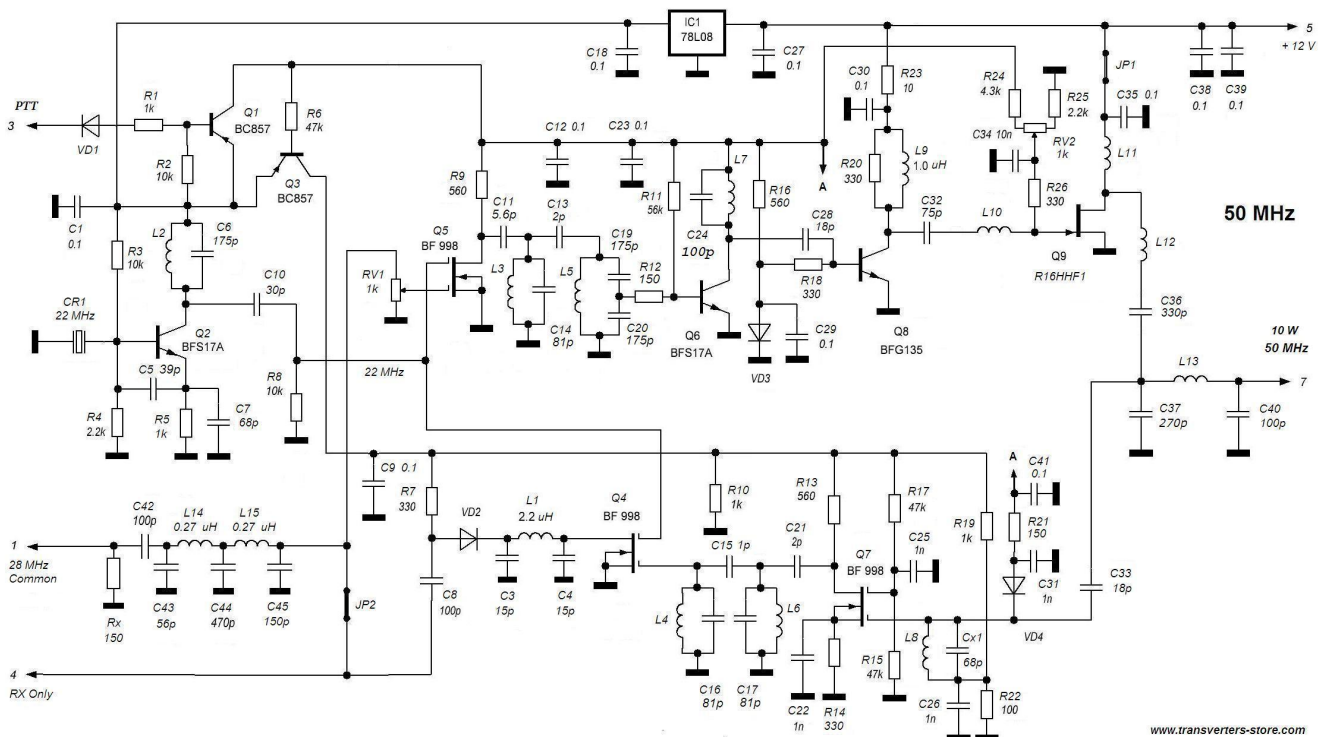 IC1
78L08
5
+ 12 V
C18
0.1
C27
0.1
C30
0.1
R23
10
R24
4.3k
R25
2.2k
JP1
C38
0.1
C39
0.1
C35 0.1
PTT
3
VD1
R1
1k
Q1
BC857
R6
47k
R2
10k
Q3
BC857
C12 0.1
C23 0.1
L7
R9
560
R11
56k
R16
560
A
R20
330
L9
1.0 uH
C34 10n
RV2
1k
L11
R26
330
50 MHz
C1
0.1
R3
10k
L2
C6
175p
C10
30p
Q5
BF 998
C11
5.6p
C13
2p
C19
175p
C24
100p
C28
18p
C32
75p
L10
L12
Q9
R16HHF1
RV1
1k
L3
L5
R12
150
R18
330
CR1
22 MHz
Q2
BFS17A
C14
81p
C20
175p
Q6
BFS17A
C29
0.1
Q8
BFG135
C36
330p
10 W
50 MHz
7
L13
VD3
C5
39p
R8
10k
22 MHz
R4
2.2k
R5
1k
C7
68p
C37
270p
C40
100p
C9 0.1
R7
330
R10
1k
R13
560
R17
47k
A
C41
0.1
C42
100p
L14
0.27 uH
L15
0.27 uH
VD2
L1
2.2 uH
Q4
BF 998
R19
1k
R21
150
C21
2p
C15 1p
Q7
BF 998
C25
1n
1
28 MHz
Common
C31
1n
C33
18p
Rx
150
C43
56p
C44
470p
C45
150p
JP2
C8
100p
C3
15p
C4
15p
L4
L6
L8
Cx1
68p
VD4
4
RX Only
C16
81p
C17
81p
C22
1n
R14
330
R15
47k
C26
1n
R22
100
www.transverters-store.com